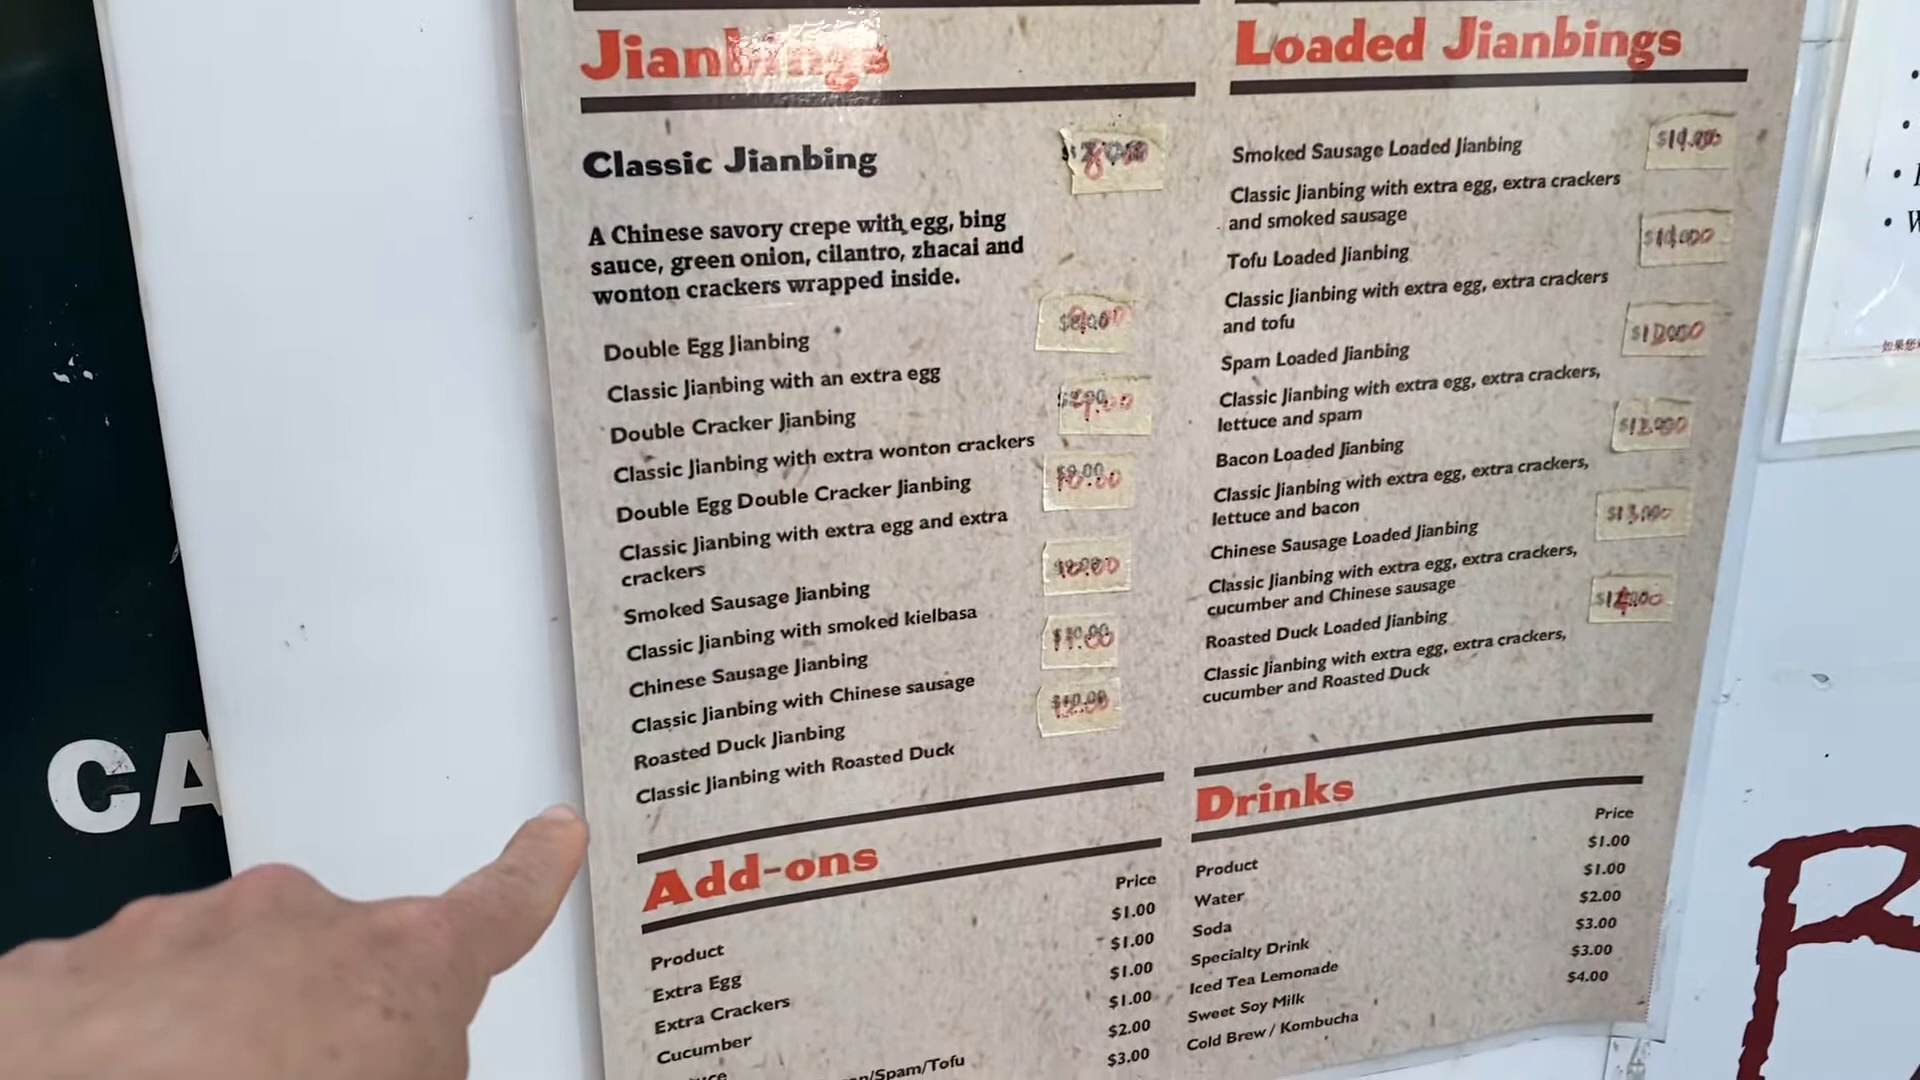 Jianbings
Classic Jianbing
A Chinese savory crepe with egg, bing
sauce, green onion, cilantro, zhacai and
wonton crackers wrapped inside.
Double Egg Jianbing
Classic Jianbing with an extra egg
Double Cracker Jianbing
Classic Jianbing with extra wonton crackers
Double Egg Double Cracker Jianbing
Classic Jianbing with extra egg and extra
crackers
Smoked Sausage Jianbing
Classic Jianbing with smoked kielbasa
Chinese Sausage Jianbing
Classic Jianbing with Chinese sausage
Roasted Duck Jianbing
Classic Jianbing with Roasted Duck
Loaded Jianbings
Smoked Sausage Loaded Jianbing
Classic Jianbing with extra egg, extra crackers
and smoked sausage
Tofu Loaded Jianbing
Classic Jianbing with extra egg, extra crackers
and tofu
Spam Loaded Jianbing
Classic Jianbing with extra egg, extra crackers,
lettuce and spam
Bacon Loaded Jianbing
Classic Jianbing with extra egg, extra crackers,
lettuce and bacon
Chinese Sausage Loaded Jianbing
Classic Jianbing with extra egg, extra crackers,
cucumber and Chinese sausage
Roasted Duck Loaded Jianbing
Classic Jianbing with extra egg, extra crackers,
cucumber and Roasted Duck
Add-ons
Price
Product $1.00
Extra Egg $1.00
Extra Crackers $1.00
Cucumber $1.00
$2.00
/Spam/Tofu $3.00
Drinks
Price
Product $1.00
Water $1.00
Soda $2.00
Specialty Drink $3.00
Iced Tea Lemonade $3.00
Sweet Soy Milk $4.00
Cold Brew / Kombucha
CA
如果您
R